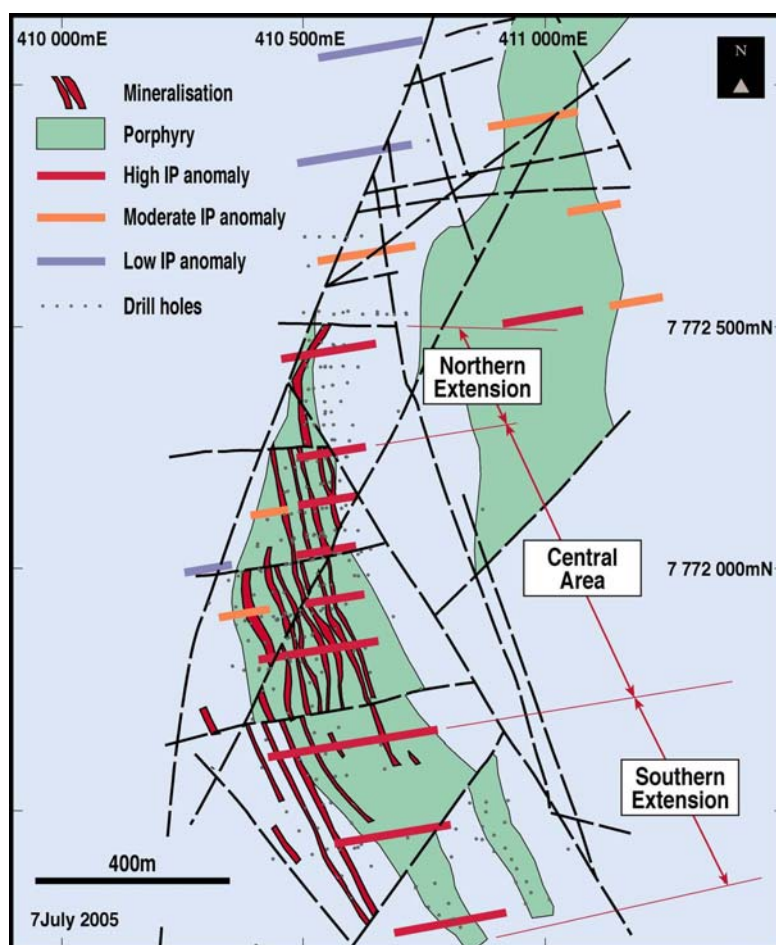 410 000mE
410 500mE
411 000mE
N
Mineralisation
Porphyry
High IP anomaly
Moderate IP anomaly
Low IP anomaly
Drill holes
7 772 500mN
Northern
Extension
Central
Area
7 772 000mN
Southern
Extension
400m
7July 2005